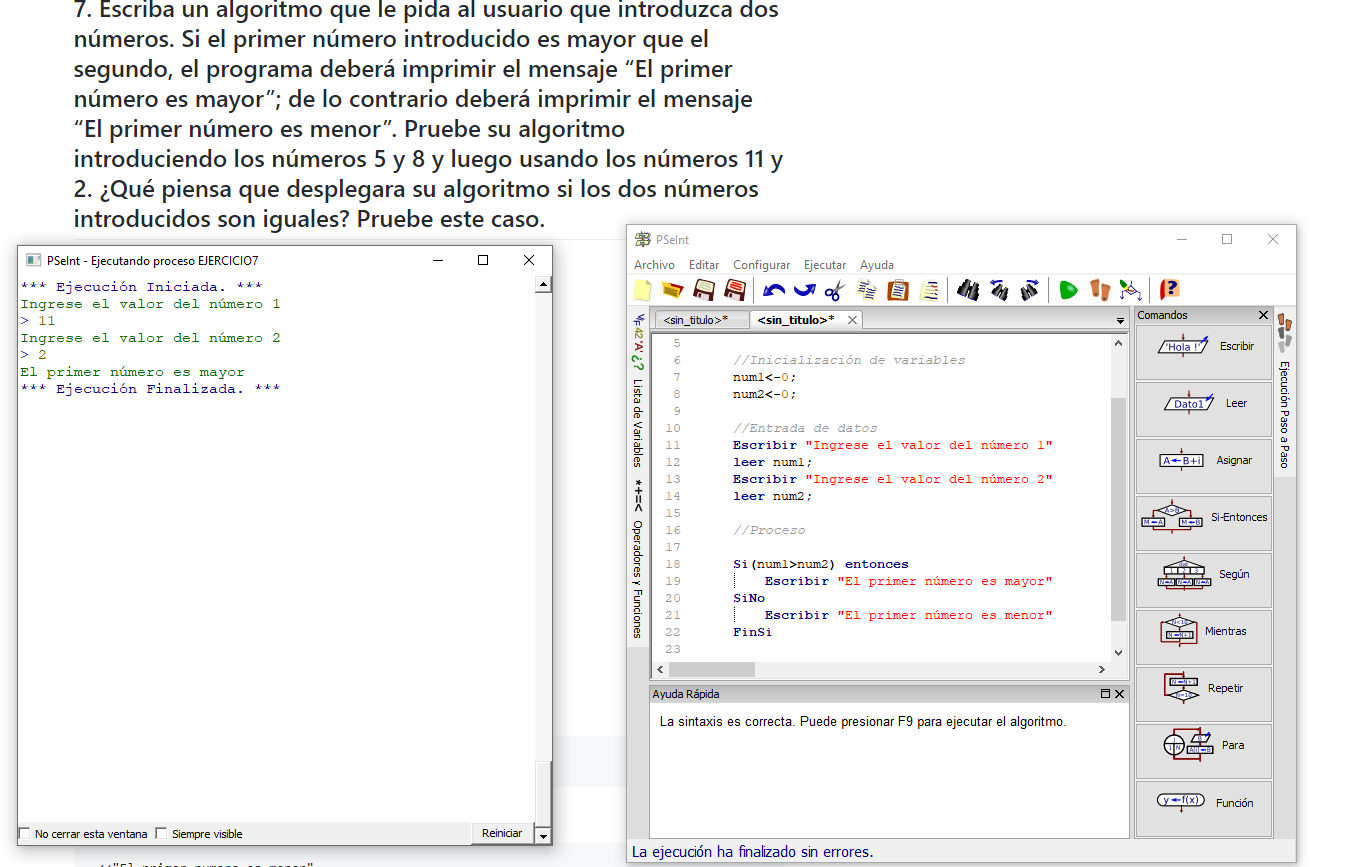 7. Escriba un algoritmo que le pida al usuario que introduzca dos
números. Si el primer número introducido es mayor que el
segundo, el programa deberá imprimir el mensaje “El primer
número es mayor”; de lo contrario deberá imprimir el mensaje
“El primer número es menor”. Pruebe su algoritmo
introduciendo los números 5 y 8 y luego usando los números 11 y
2. ¿Qué piensa que desplegara su algoritmo si los dos números
introducidos son iguales? Pruebe este caso.
PSeInt - Ejecutando proceso EJERCICIO7
*** Ejecución Iniciada. ***
Ingrese el valor del número 1
> 11
Ingrese el valor del número 2
> 2
El primer número es mayor
*** Ejecución Finalizada. ***
No cerrar esta ventana
Siempre visible
Reiniciar
PSeInt
Archivo Editar Configurar Ejecutar Ayuda
<sin_titulo>*
<sin_titulo>*
42 'A' ¿?
Lista de Variables
*+=<
Operadores y Funciones
5
6 //Inicialización de variables
7 num1<-0;
8 num2<-0;
9
10 //Entrada de datos
11 Escribir "Ingrese el valor del número 1"
12 leer num1;
13 Escribir "Ingrese el valor del número 2"
14 leer num2;
15
16 //Proceso
17
18 Si(num1>num2) entonces
19 Escribir "El primer número es mayor"
20 SiNo
21 Escribir "El primer número es menor"
22 FinSi
23
Ayuda Rápida
La sintaxis es correcta. Puede presionar F9 para ejecutar el algoritmo.
La ejecución ha finalizado sin errores.
Comandos
'Hola !' Escribir
Dato1 Leer
A←B+i Asignar
A>B M←A M←B Si-Entonces
Según
Mientras
Repetir
Para
y←f(x) Función
Ejecución Paso a Paso